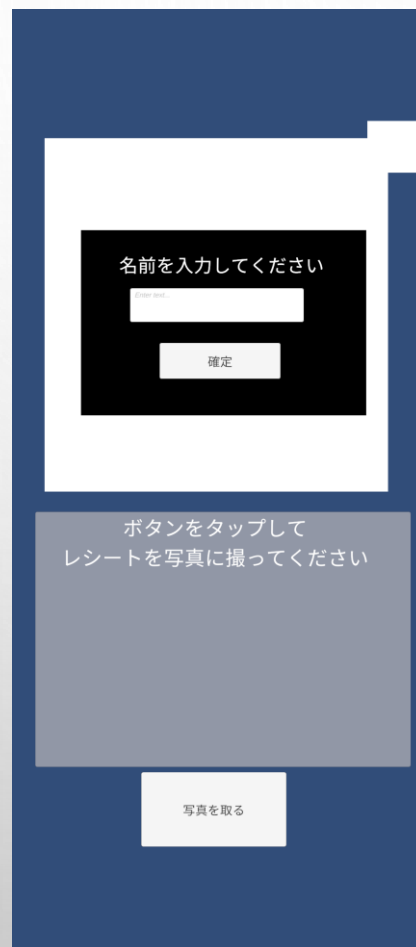 名前を入力してください
Enter text...
確定
ボタンをタップして
レシートを写真に撮ってください
写真を取る